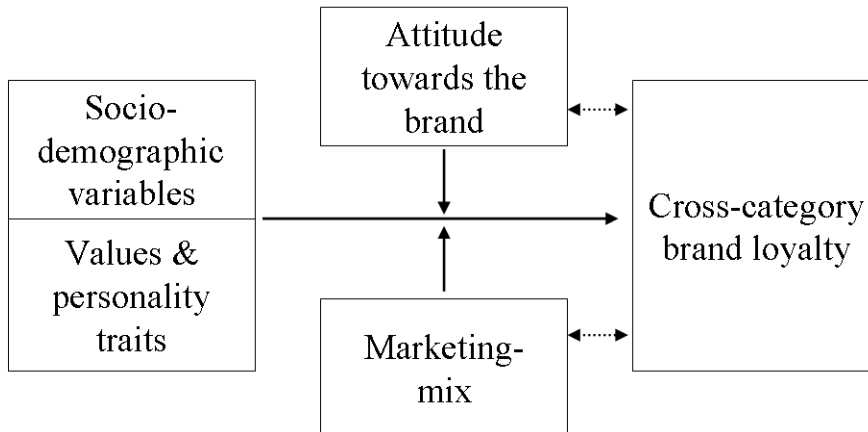 Socio-
demographic
variables
Values &
personality
traits
Attitude
towards the
brand
Marketing-
mix
Cross-category
brand loyalty